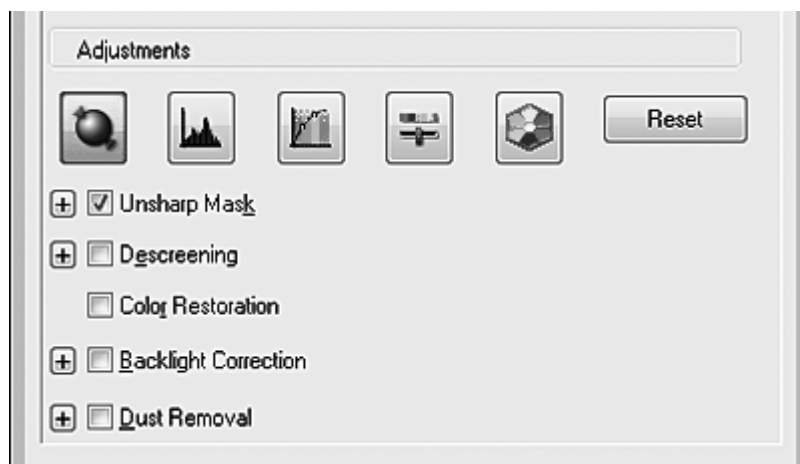 Adjustments
Reset
Unsharp Mask
Descreening
Color Restoration
Backlight Correction
Dust Removal